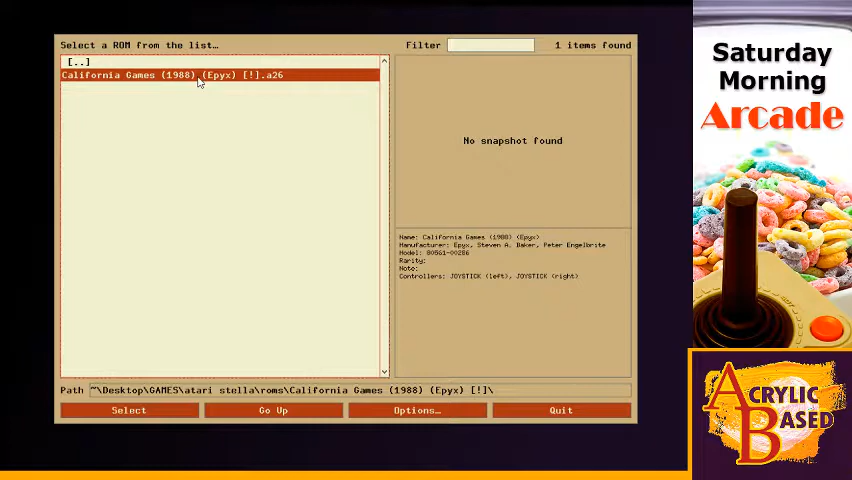 Select a ROM from the list…
Filter
1 items found
[..]
California Games (1988) (Epyx) [!].a26
No snapshot found
Name: California Games (1988) (Epyx)
Manufacturer: Epyx, Steven A. Baker, Peter Engelbrite
Model: 80561-00286
Rarity:
Note:
Controllers: JOYSTICK (left), JOYSTICK (right)
Path ~\Desktop\GAMES\atari stella\roms\California Games (1988) (Epyx) [!]\
Select
Go Up
Options…
Quit
Saturday
Morning
Arcade
ACRYLIC
BASED